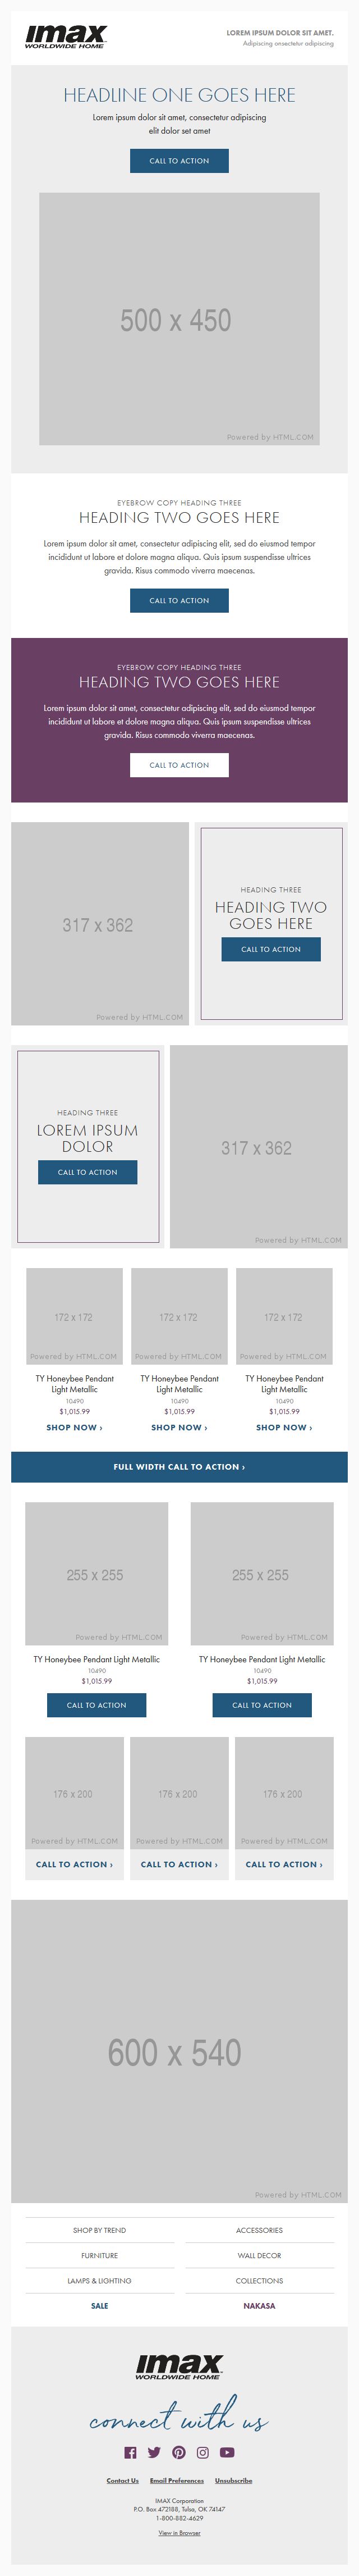 imax
WORLDWIDE HOME
LOREM IPSUM DOLOR SIT AMET.
Adipiscing onsectetur adipiscing
HEADLINE ONE GOES HERE
Lorem ipsum dolor sit amet, consectetur adipiscing
elit dolor set amet
CALL TO ACTION
500 x 450
Powered by HTML.COM
EYEBROW COPY HEADING THREE
HEADING TWO GOES HERE
Lorem ipsum dolor sit amet, consectetur adipiscing elit, sed do eiusmod tempor
incididunt ut labore et dolore magna aliqua. Quis ipsum suspendisse ultrices
gravida. Risus commodo viverra maecenas.
CALL TO ACTION
EYEBROW COPY HEADING THREE
HEADING TWO GOES HERE
Lorem ipsum dolor sit amet, consectetur adipiscing elit, sed do eiusmod tempor
incididunt ut labore et dolore magna aliqua. Quis ipsum suspendisse ultrices
gravida. Risus commodo viverra maecenas.
CALL TO ACTION
317 x 362
Powered by HTML.COM
HEADING THREE
HEADING TWO
GOES HERE
CALL TO ACTION
HEADING THREE
LOREM IPSUM
DOLOR
CALL TO ACTION
317 x 362
Powered by HTML.COM
172 x 172
Powered by HTML.COM
TY Honeybee Pendant
Light Metallic
10490
$1,015.99
SHOP NOW ›
172 x 172
Powered by HTML.COM
TY Honeybee Pendant
Light Metallic
10490
$1,015.99
SHOP NOW ›
172 x 172
Powered by HTML.COM
TY Honeybee Pendant
Light Metallic
10490
$1,015.99
SHOP NOW ›
FULL WIDTH CALL TO ACTION ›
255 x 255
Powered by HTML.COM
TY Honeybee Pendant Light Metallic
10490
$1,015.99
CALL TO ACTION
255 x 255
Powered by HTML.COM
TY Honeybee Pendant Light Metallic
10490
$1,015.99
CALL TO ACTION
176 x 200
Powered by HTML.COM
CALL TO ACTION ›
176 x 200
Powered by HTML.COM
CALL TO ACTION ›
176 x 200
Powered by HTML.COM
CALL TO ACTION ›
600 x 540
Powered by HTML.COM
SHOP BY TREND
ACCESSORIES
FURNITURE
WALL DECOR
LAMPS & LIGHTING
COLLECTIONS
SALE
NAKASA
imax
WORLDWIDE HOME
connect with us
Contact Us Email Preferences Unsubscribe
IMAX Corporation
P.O. Box 472188, Tulsa, OK 74147
1-800-882-4629
View in Browser